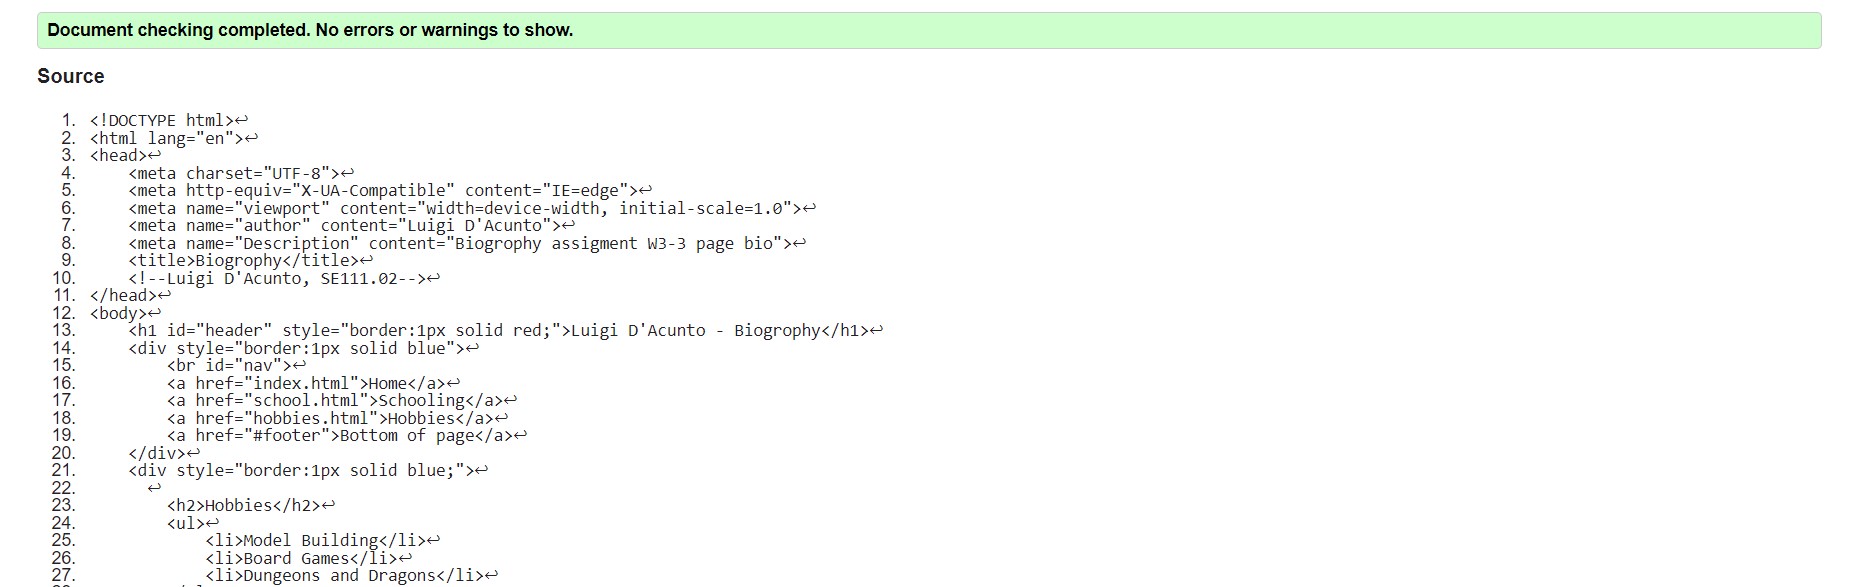 Document checking completed. No errors or warnings to show.
Source
1. <!DOCTYPE html>↩
2. <html lang="en">↩
3. <head>↩
4.     <meta charset="UTF-8">↩
5.     <meta http-equiv="X-UA-Compatible" content="IE=edge">↩
6.     <meta name="viewport" content="width=device-width, initial-scale=1.0">↩
7.     <meta name="author" content="Luigi D'Acunto">↩
8.     <meta name="Description" content="Biogrophy assigment W3-3 page bio">↩
9.     <title>Biogrophy</title>↩
10.     <!--Luigi D'Acunto, SE111.02-->↩
11. </head>↩
12. <body>↩
13.     <h1 id="header" style="border:1px solid red;">Luigi D'Acunto - Biogrophy</h1>↩
14.     <div style="border:1px solid blue">↩
15.         <br id="nav">↩
16.         <a href="index.html">Home</a>↩
17.         <a href="school.html">Schooling</a>↩
18.         <a href="hobbies.html">Hobbies</a>↩
19.         <a href="#footer">Bottom of page</a>↩
20.     </div>↩
21.     <div style="border:1px solid blue;">↩
22.       ↩
23.         <h2>Hobbies</h2>↩
24.         <ul>↩
25.             <li>Model Building</li>↩
26.             <li>Board Games</li>↩
27.             <li>Dungeons and Dragons</li>↩